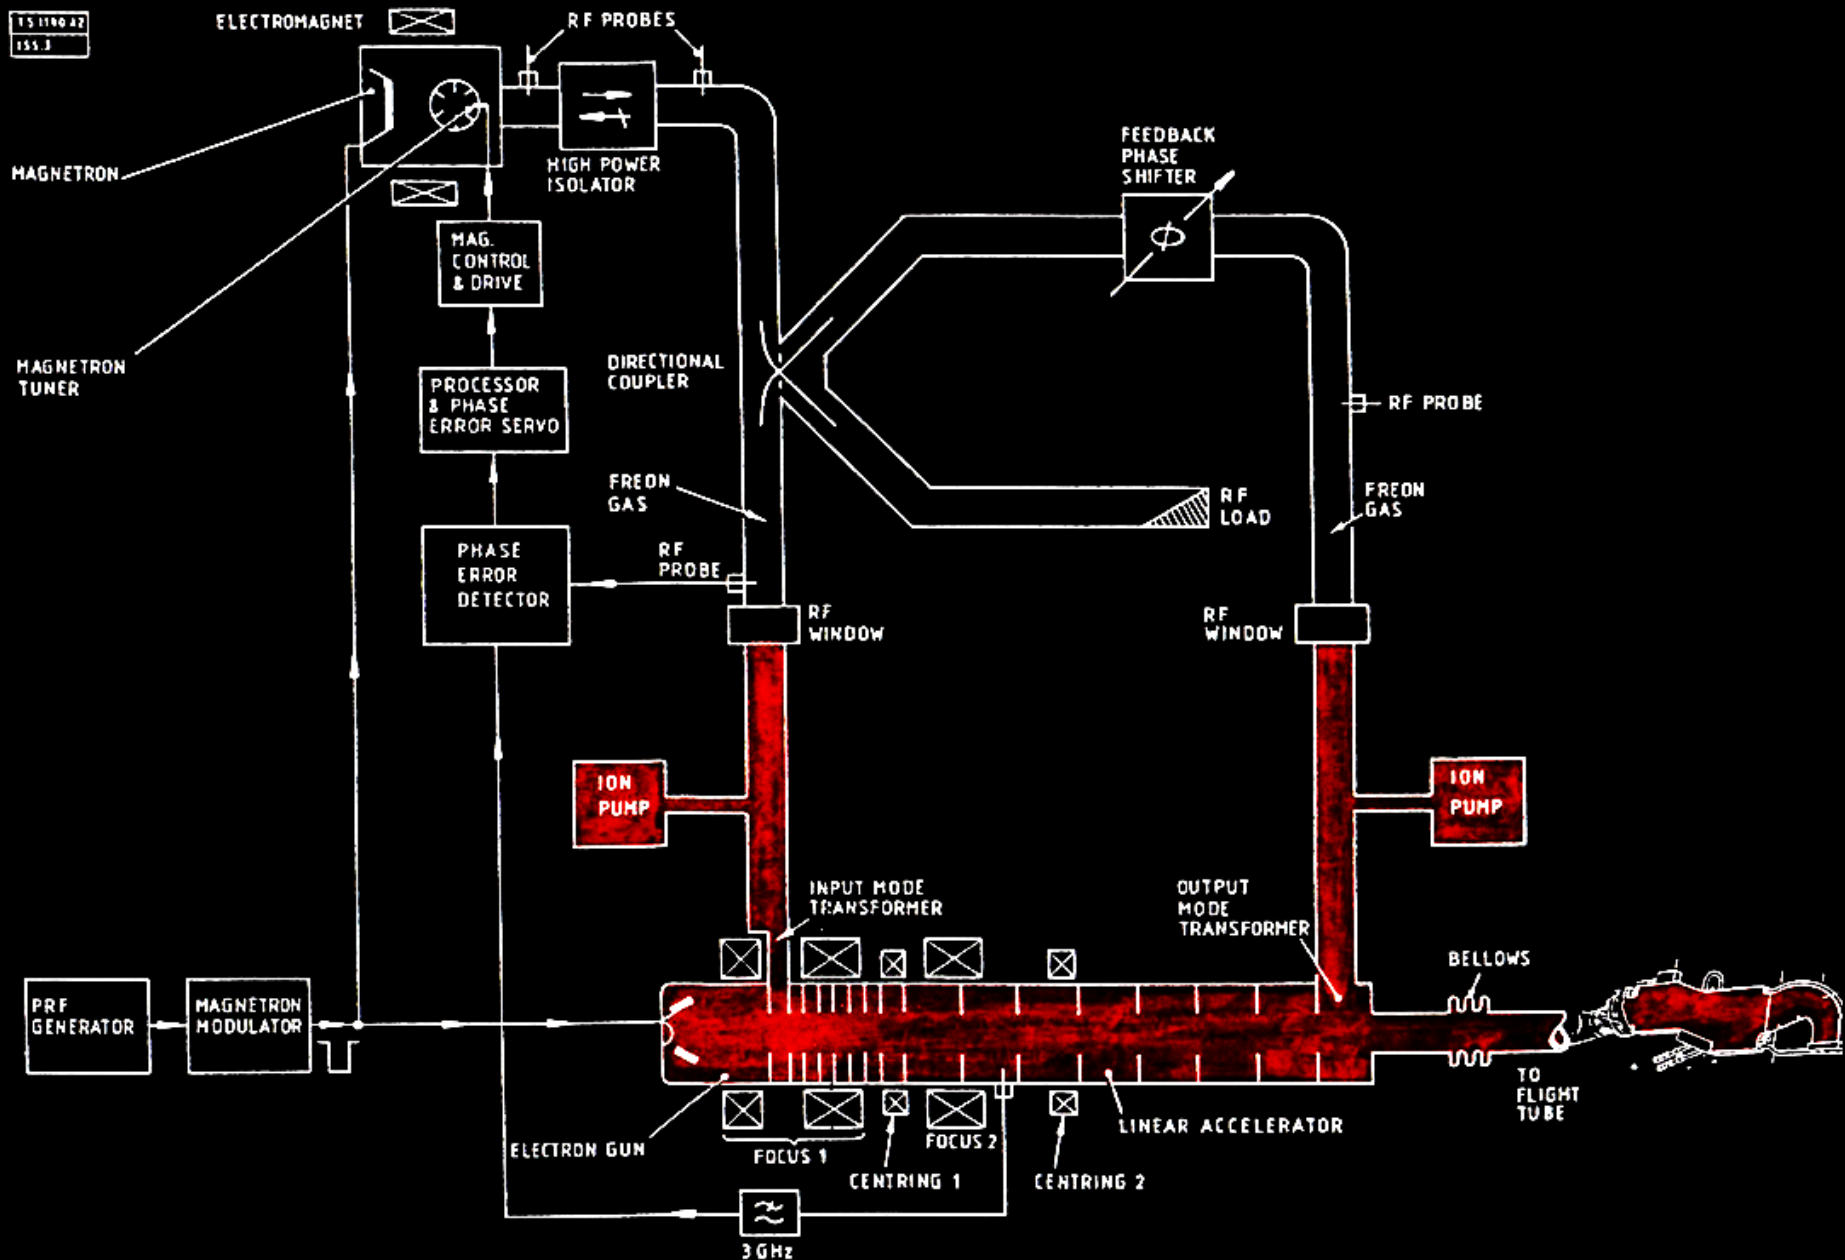 ISS.3
ELECTROMAGNET
RF PROBES
MAGNETRON
HIGH POWER
ISOLATOR
FEEDBACK
PHASE
SHIFTER
MAG.
CONTROL
& DRIVE
MAGNETRON
TUNER
PROCESSOR
& PHASE
ERROR SERVO
DIRECTIONAL
COUPLER
RF PROBE
FREON
GAS
RF
LOAD
FREON
GAS
PHASE
ERROR
DETECTOR
RF
PROBE
RF
WINDOW
RF
WINDOW
ION
PUMP
ION
PUMP
INPUT MODE
TRANSFORMER
OUTPUT
MODE
TRANSFORMER
BELLOWS
PRF
GENERATOR
MAGNETRON
MODULATOR
TO
FLIGHT
TUBE
ELECTRON GUN
FOCUS 1
CENTRING 1
FOCUS 2
CENTRING 2
LINEAR ACCELERATOR
3GHz